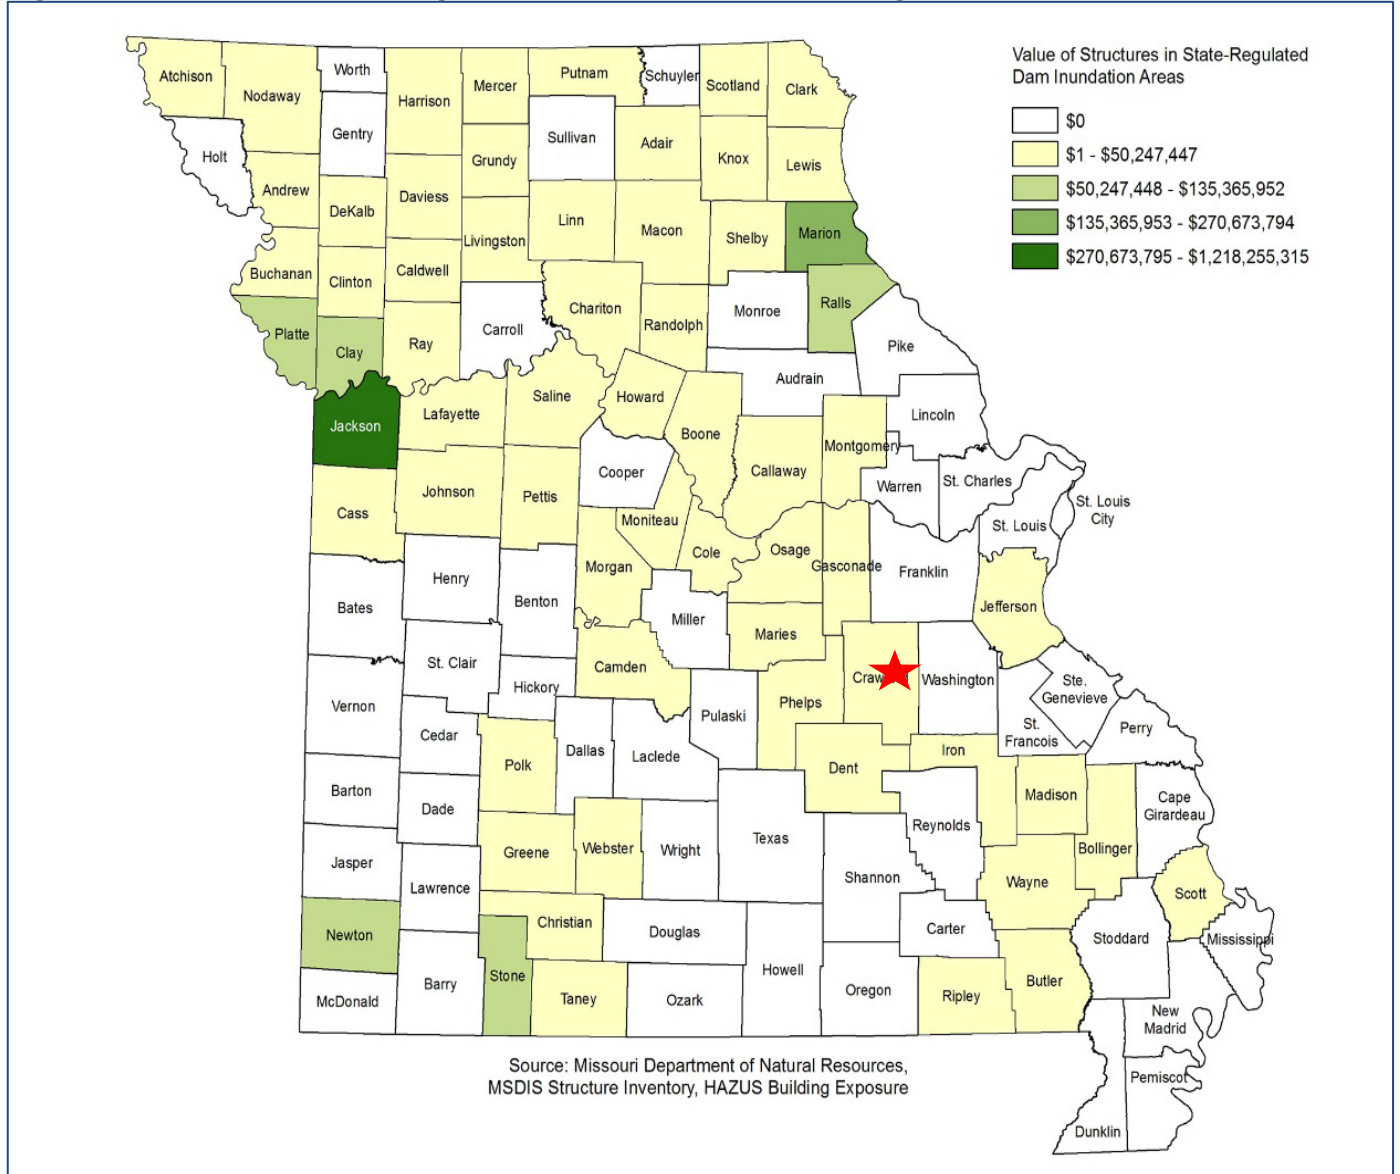 Value of Structures in State-Regulated
Dam Inundation Areas
$0
$1 - $50,247,447
$50,247,448 - $135,365,952
$135,365,953 - $270,673,794
$270,673,795 - $1,218,255,315
Atchison
Nodaway
Worth
Harrison
Mercer
Putnam
Schuyler
Scotland
Clark
Holt
Gentry
Grundy
Sullivan
Adair
Knox
Lewis
Andrew
DeKalb
Daviess
Livingston
Linn
Macon
Shelby
Marion
Buchanan
Clinton
Caldwell
Chariton
Randolph
Monroe
Ralls
Platte
Clay
Ray
Carroll
Pike
Audrain
Jackson
Lafayette
Saline
Howard
Boone
Callaway
Montgomery
Lincoln
Cooper
Warren
St. Charles
St. Louis
City
St. Louis
Cass
Johnson
Pettis
Moniteau
Cole
Osage
Gasconade
Franklin
Morgan
Jefferson
Bates
Henry
Benton
Miller
Maries
St. Clair
Camden
Hickory
Phelps
Washington
Ste.
Genevieve
St.
Francois
Perry
Vernon
Cedar
Dallas
Laclede
Pulaski
Polk
Dent
Iron
Madison
Cape
Girardeau
Barton
Dade
Texas
Reynolds
Bollinger
Jasper
Greene
Webster
Wright
Shannon
Wayne
Scott
Lawrence
Christian
Douglas
Carter
Stoddard
Mississippi
Newton
Stone
Howell
Oregon
Ripley
Butler
McDonald
Barry
Taney
Ozark
New
Madrid
Pemiscot
Dunklin
Source: Missouri Department of Natural Resources,
MSDIS Structure Inventory, HAZUS Building Exposure